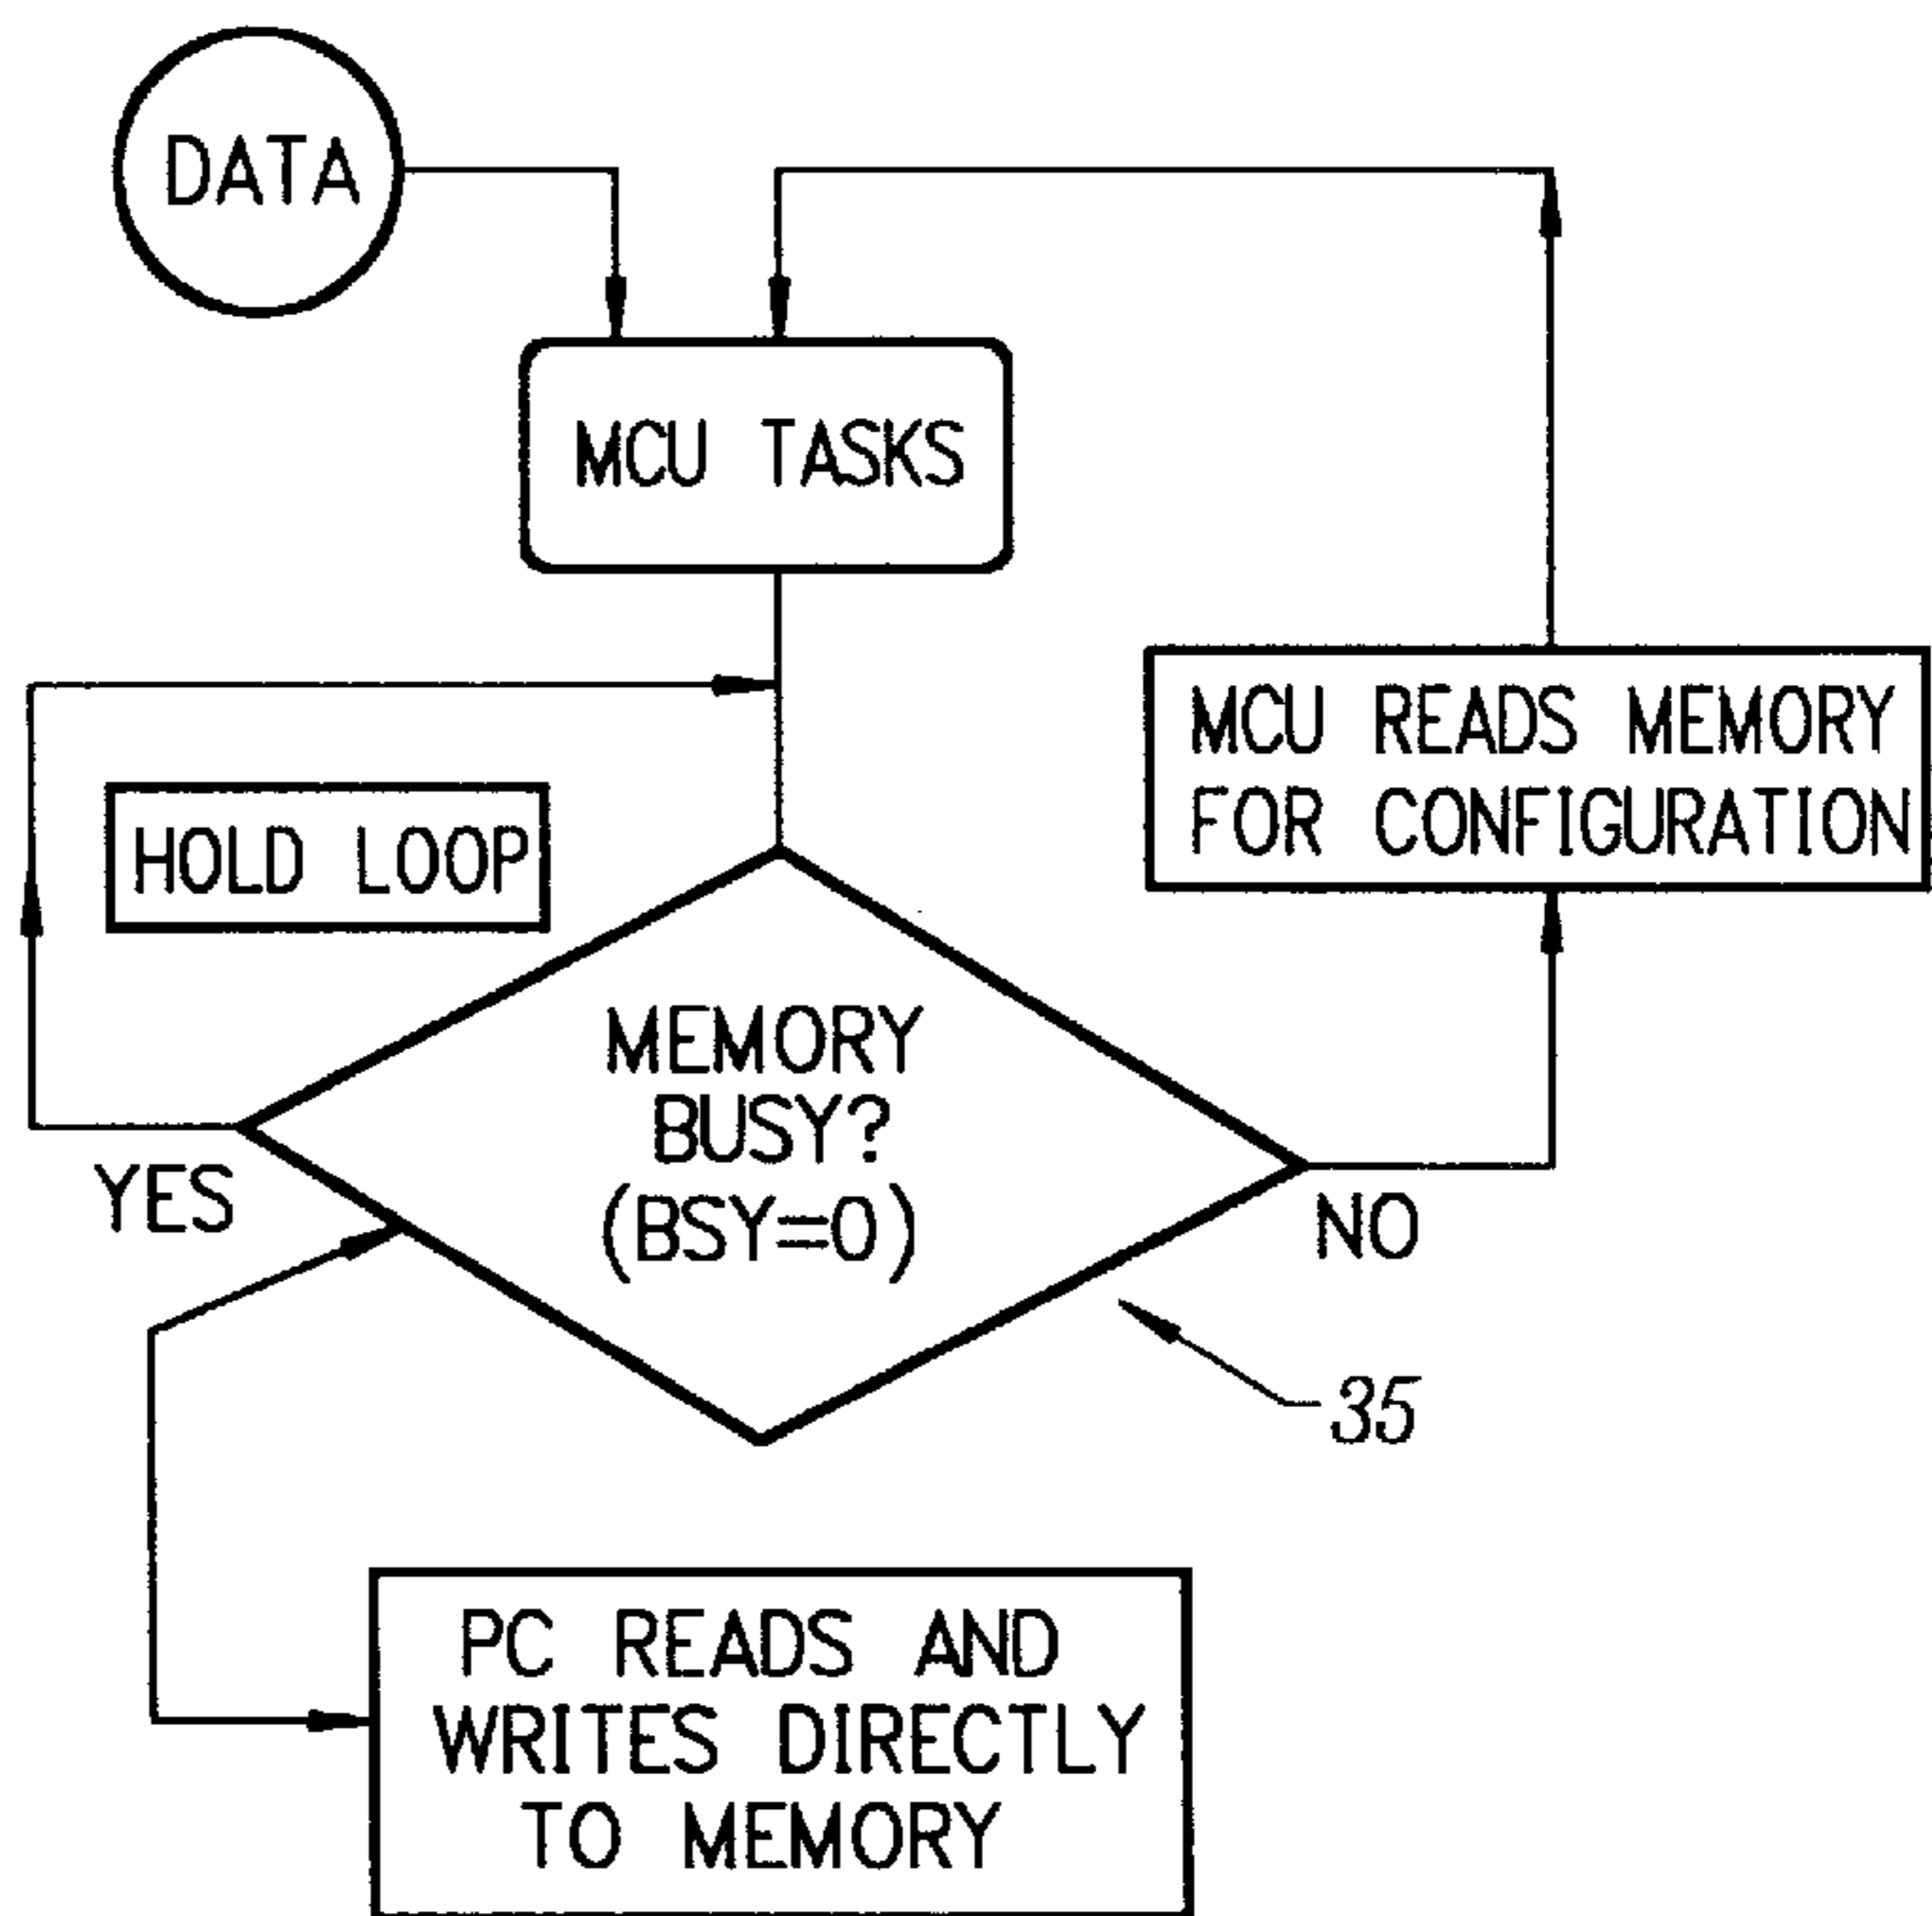 DATA
MCU TASKS
MCU READS MEMORY
FOR CONFIGURATION
HOLD LOOP
MEMORY
BUSY?
(BSY=0)
YES
NO
35
PC READS AND
WRITES DIRECTLY
TO MEMORY